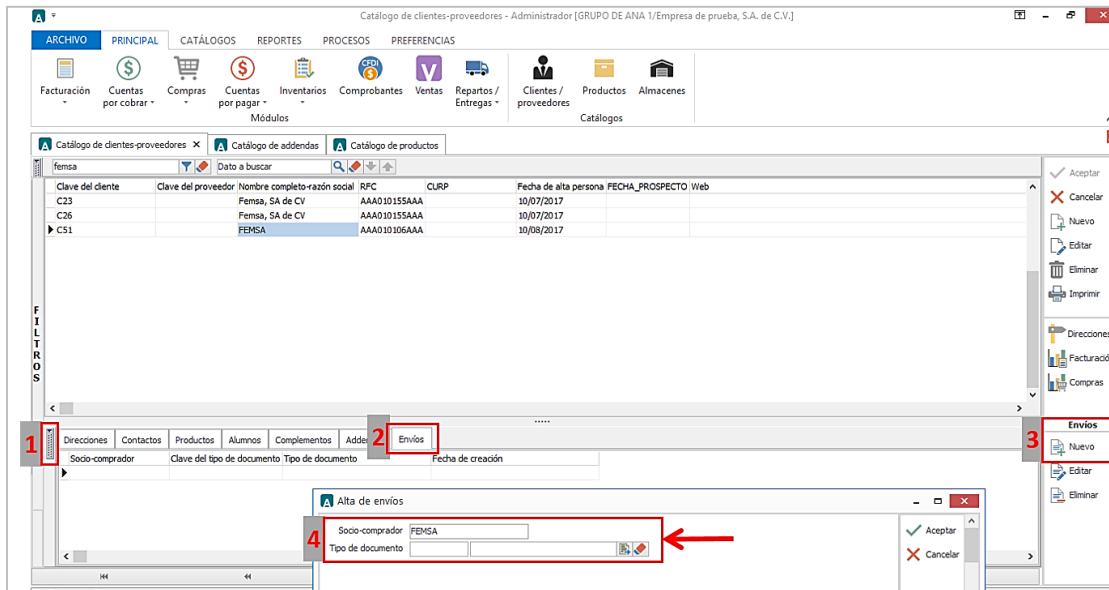 Catálogo de clientes-proveedores - Administrador [GRUPO DE ANA 1/Empresa de prueba, S.A. de C.V.]
ARCHIVO PRINCIPAL CATÁLOGOS REPORTES PROCESOS PREFERENCIAS
Facturación Cuentas por cobrar Compras Cuentas por pagar Inventarios Comprobantes Ventas Repartos / Entregas Clientes / proveedores Productos Almacenes
Módulos Catálogos
Catálogo de clientes-proveedores Catálogo de addendas Catálogo de productos
femsa Dato a buscar
Clave del cliente Clave del proveedor Nombre completo-razón social RFC CURP Fecha de alta persona FECHA_PROSPECTO Web
C23 Femsa, SA de CV AAA010155AAA 10/07/2017
C26 Femsa, SA de CV AAA010155AAA 10/07/2017
C51 FEMSA AAA010106AAA 10/08/2017
Aceptar
Cancelar
Nuevo
Editar
Eliminar
Imprimir
Direcciones
Facturació
Compras
FILTROS
1
Direcciones Contactos Productos Alumnos Complementos Adde 2 Envíos
Socio-comprador Clave del tipo de documento Tipo de documento Fecha de creación
Envíos
3 Nuevo
Editar
Eliminar
Alta de envíos
4
Socio-comprador FEMSA
Tipo de documento
Aceptar
Cancelar